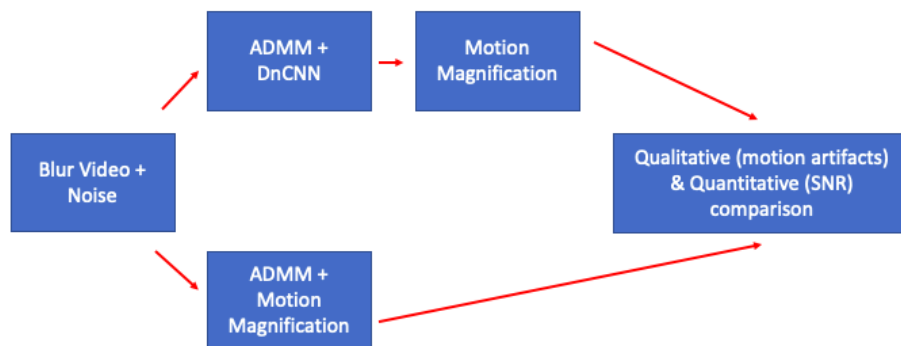 ADMM +
DnCNN
Motion
Magnification
Blur Video +
Noise
Qualitative (motion artifacts)
& Quantitative (SNR)
comparison
ADMM +
Motion
Magnification